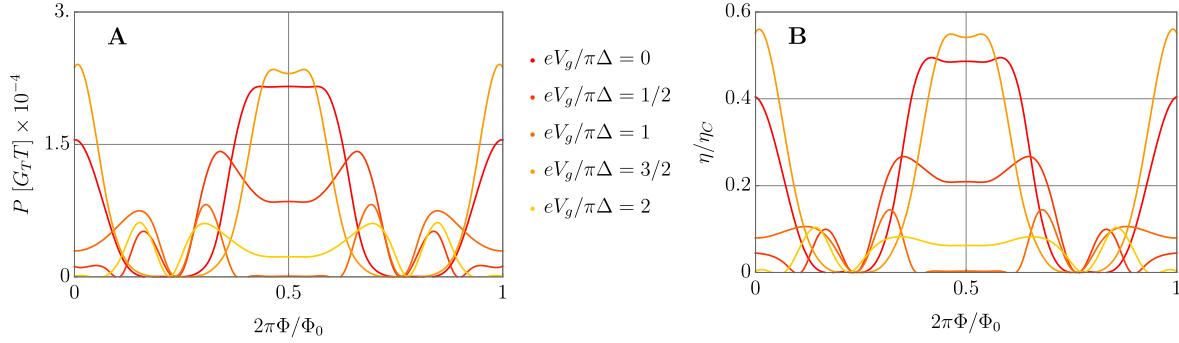 A
3.
1.5
0
P [G_T T] × 10⁻⁴
0
0.5
1
2πΦ/Φ₀
eV_g/πΔ = 0
eV_g/πΔ = 1/2
eV_g/πΔ = 1
eV_g/πΔ = 3/2
eV_g/πΔ = 2
B
0.6
0.4
0.2
0
η/η_C
0
0.5
1
2πΦ/Φ₀